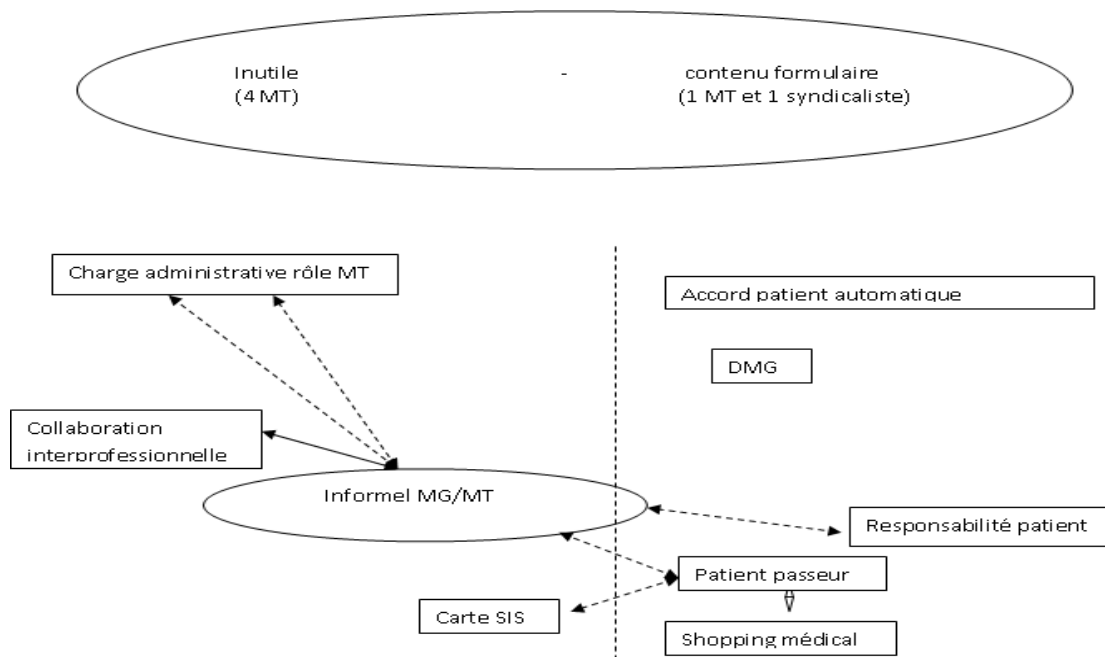 Inutile - contenu formulaire
(4 MT) (1 MT et 1 syndicaliste)
Charge administrative rôle MT
Accord patient automatique
DMG
Collaboration
interprofessionnelle
Informel MG/MT
Responsabilité patient
Patient passeur
Carte SIS
Shopping médical